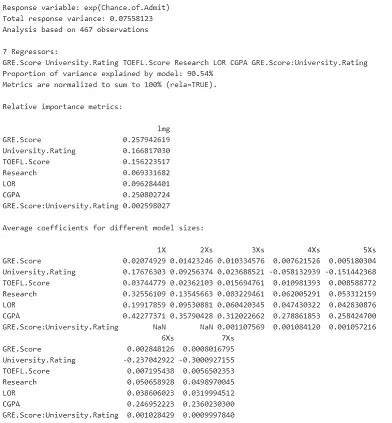 Response variable: exp(Chance.of.Admit)
Total response variance: 0.07558123
Analysis based on 467 observations

7 Regressors:
GRE.Score University.Rating TOEFL.Score Research LOR CGPA GRE.Score:University.Rating
Proportion of variance explained by model: 90.54%
Metrics are normalized to sum to 100% (rela=TRUE).

Relative importance metrics:

lmg
GRE.Score 0.257942619
University.Rating 0.166817030
TOEFL.Score 0.156223517
Research 0.069331682
LOR 0.096284401
CGPA 0.250802724
GRE.Score:University.Rating 0.002598027

Average coefficients for different model sizes:

1X 2Xs 3Xs 4Xs 5Xs
GRE.Score 0.02074929 0.01423246 0.010334576 0.007621526 0.005180304
University.Rating 0.17676303 0.09256374 0.023688521 -0.058132939 -0.151442368
TOEFL.Score 0.03744779 0.02362103 0.015694761 0.010981393 0.008588772
Research 0.32556109 0.13545663 0.083229461 0.062005291 0.053312159
LOR 0.19917859 0.09530881 0.060420345 0.047430322 0.042830876
CGPA 0.42277371 0.35790428 0.312022662 0.278861853 0.258424700
GRE.Score:University.Rating NaN NaN 0.001107569 0.001084120 0.001057216
6Xs 7Xs
GRE.Score 0.002848126 0.0008016795
University.Rating -0.237042922 -0.3000927155
TOEFL.Score 0.007195438 0.0056502353
Research 0.050658928 0.0498970045
LOR 0.038606023 0.0319994512
CGPA 0.246952223 0.2360230300
GRE.Score:University.Rating 0.001028429 0.0009997840